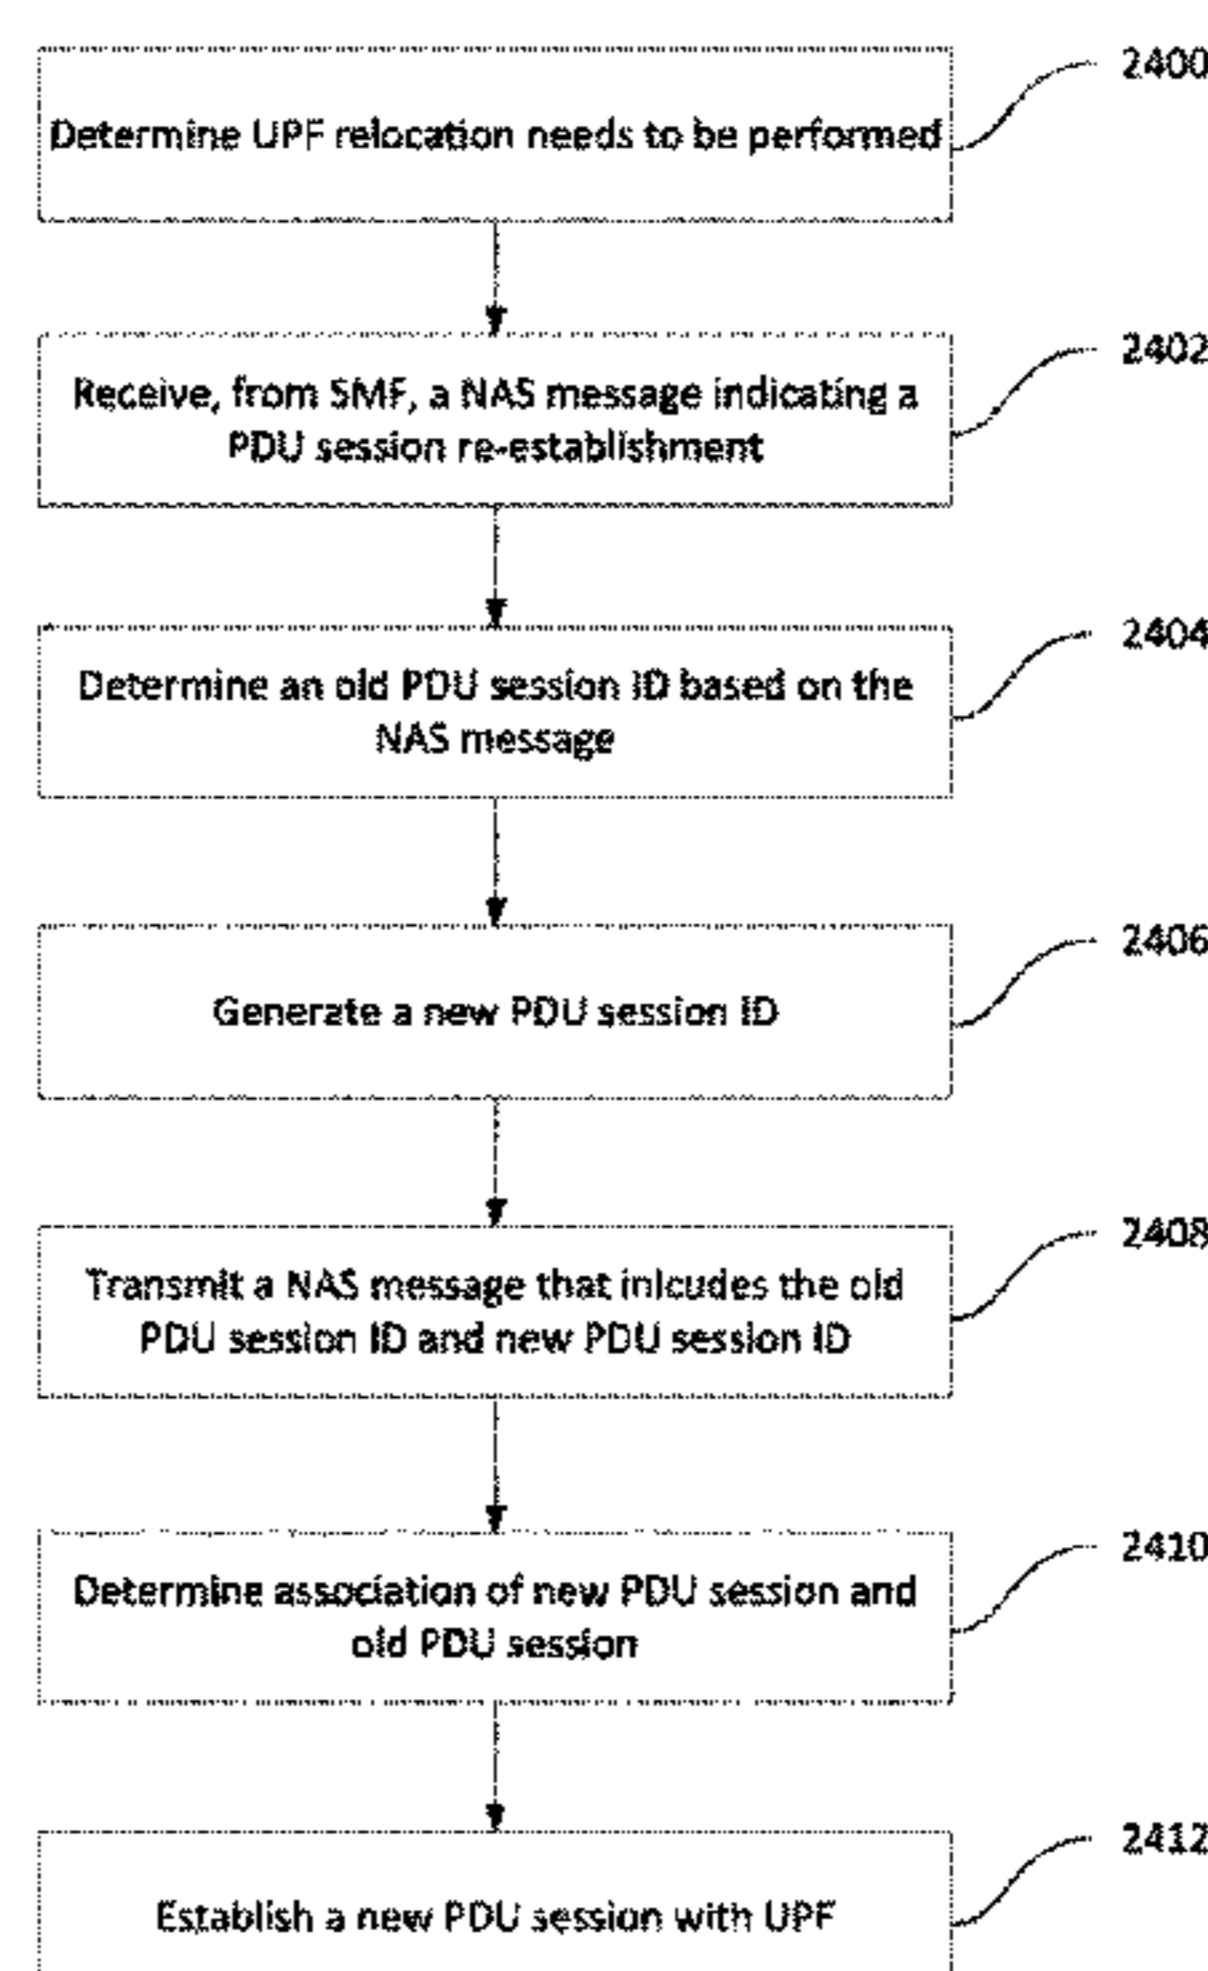 Determine UPF relocation needs to be performed
2400
Receive, from SMF, a NAS message indicating a
PDU session re-establishment
2402
Determine an old PDU session ID based on the
NAS message
2404
Generate a new PDU session ID
2406
Transmit a NAS message that inlcudes the old
PDU session ID and new PDU session ID
2408
Determine association of new PDU session and
old PDU session
2410
Establish a new PDU session with UPF
2412